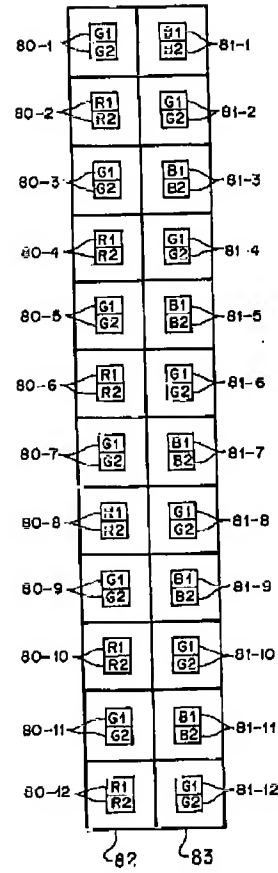 G1
80-1 81-1
G2
R1 G1
80-2 81-2
R2 G2
G1 B1
80-3 81-3
G2 B2
R1 G1
80-4 81-4
R2 G2
G1 B1
80-5 81-5
G2 B2
R1 G1
80-6 81-6
R2 G2
G1 B1
80-7 81-7
G2 B2
G1
80-8 81-8
G2
G1 B1
80-9 81-9
G2 B2
R1 G1
80-10 81-10
R2 G2
G1 B1
80-11 81-11
G2 B2
R1 G1
80-12 81-12
R2 G2
82 83